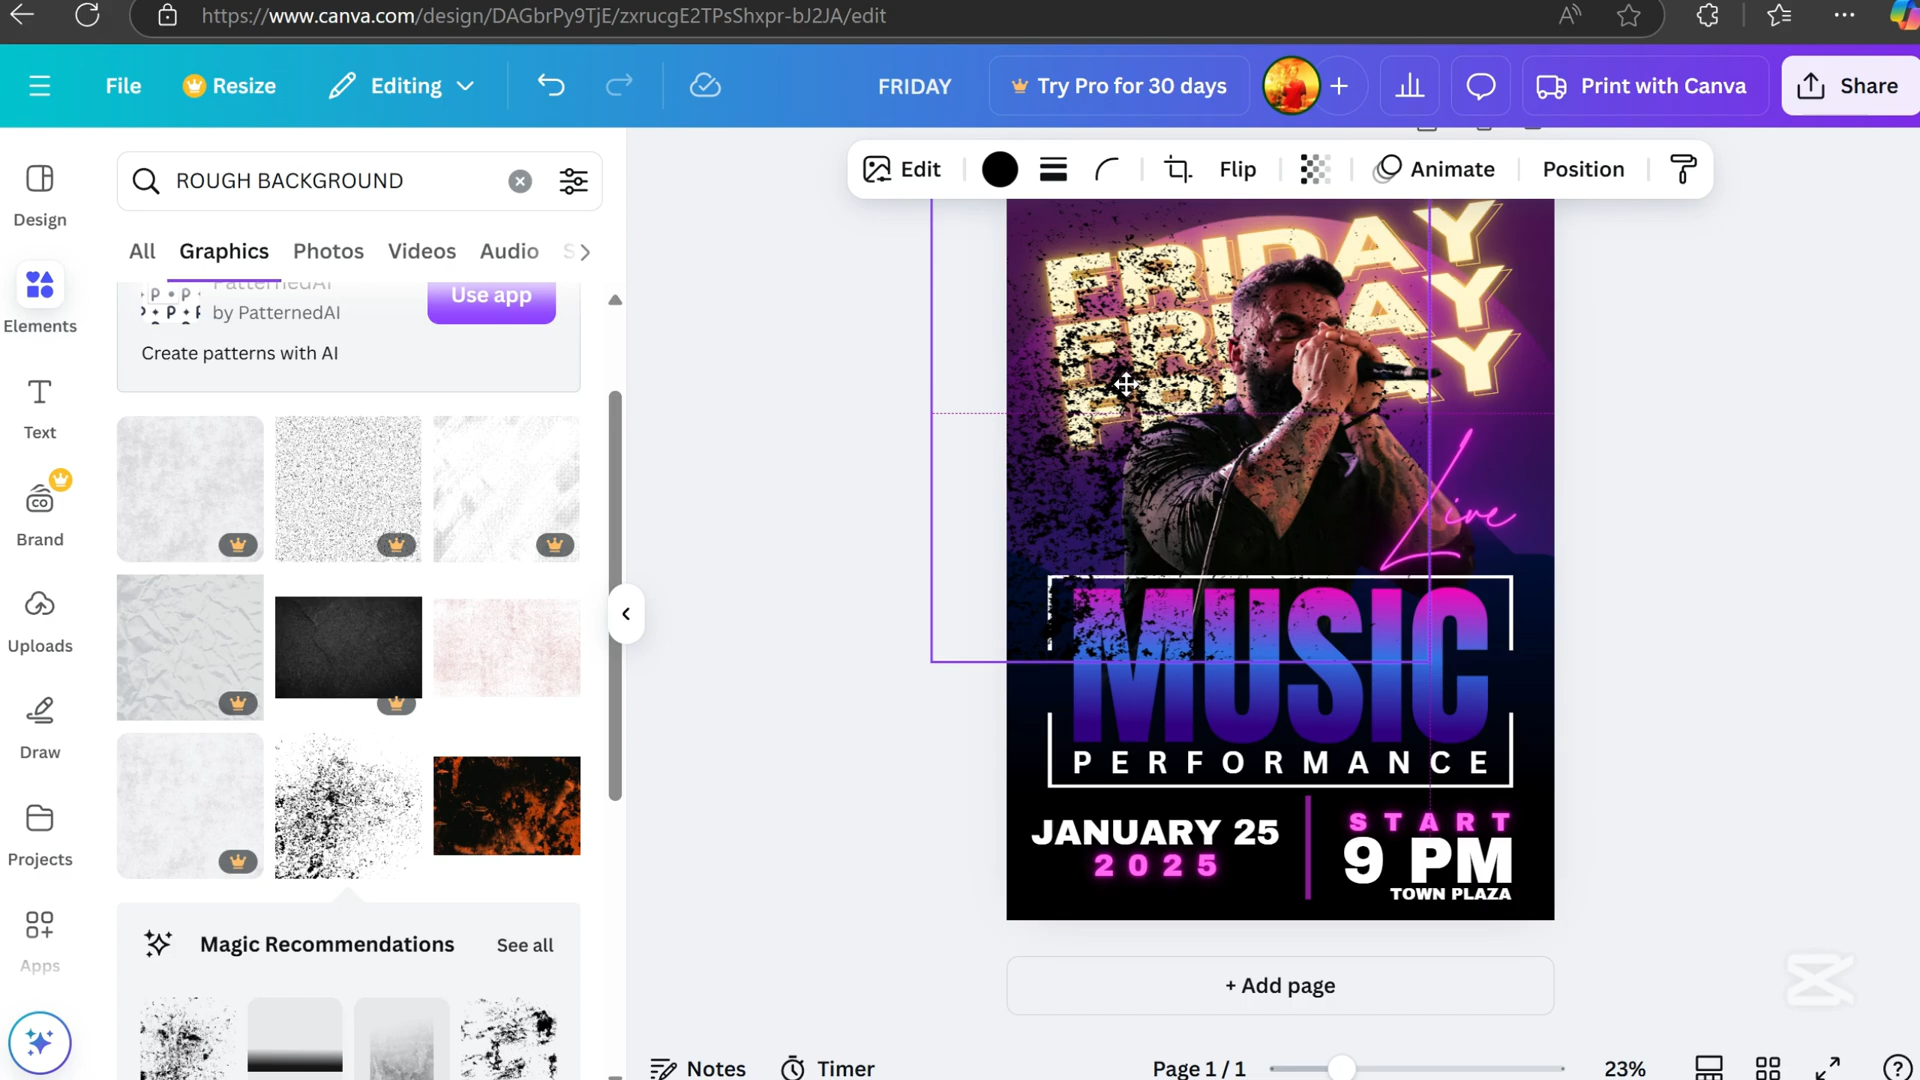 https://www.canva.com/design/DAGbrPy9TjE/zxrucgE2TPsShxpr-bJ2JA/edit
File
Resize
Editing
FRIDAY
Try Pro for 30 days
Print with Canva
Share
ROUGH BACKGROUND
Edit
Flip
Animate
Position
All
Graphics
Photos
Videos
Audio
PatternedAI
by PatternedAI
Use app
Create patterns with AI
Design
Elements
Text
Brand
Uploads
Draw
Projects
Apps
FRIDAY
FRIDAY
FRIDAY
Live
MUSIC
PERFORMANCE
JANUARY 25
2025
START
9 PM
TOWN PLAZA
Magic Recommendations
See all
+ Add page
Notes
Timer
Page 1 / 1
23%